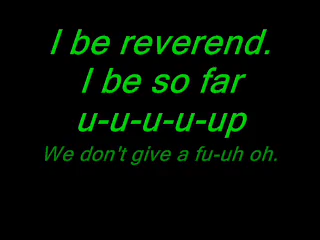 I be reverend.
I be so far
u-u-u-u-up
We don't give a fu-uh oh.